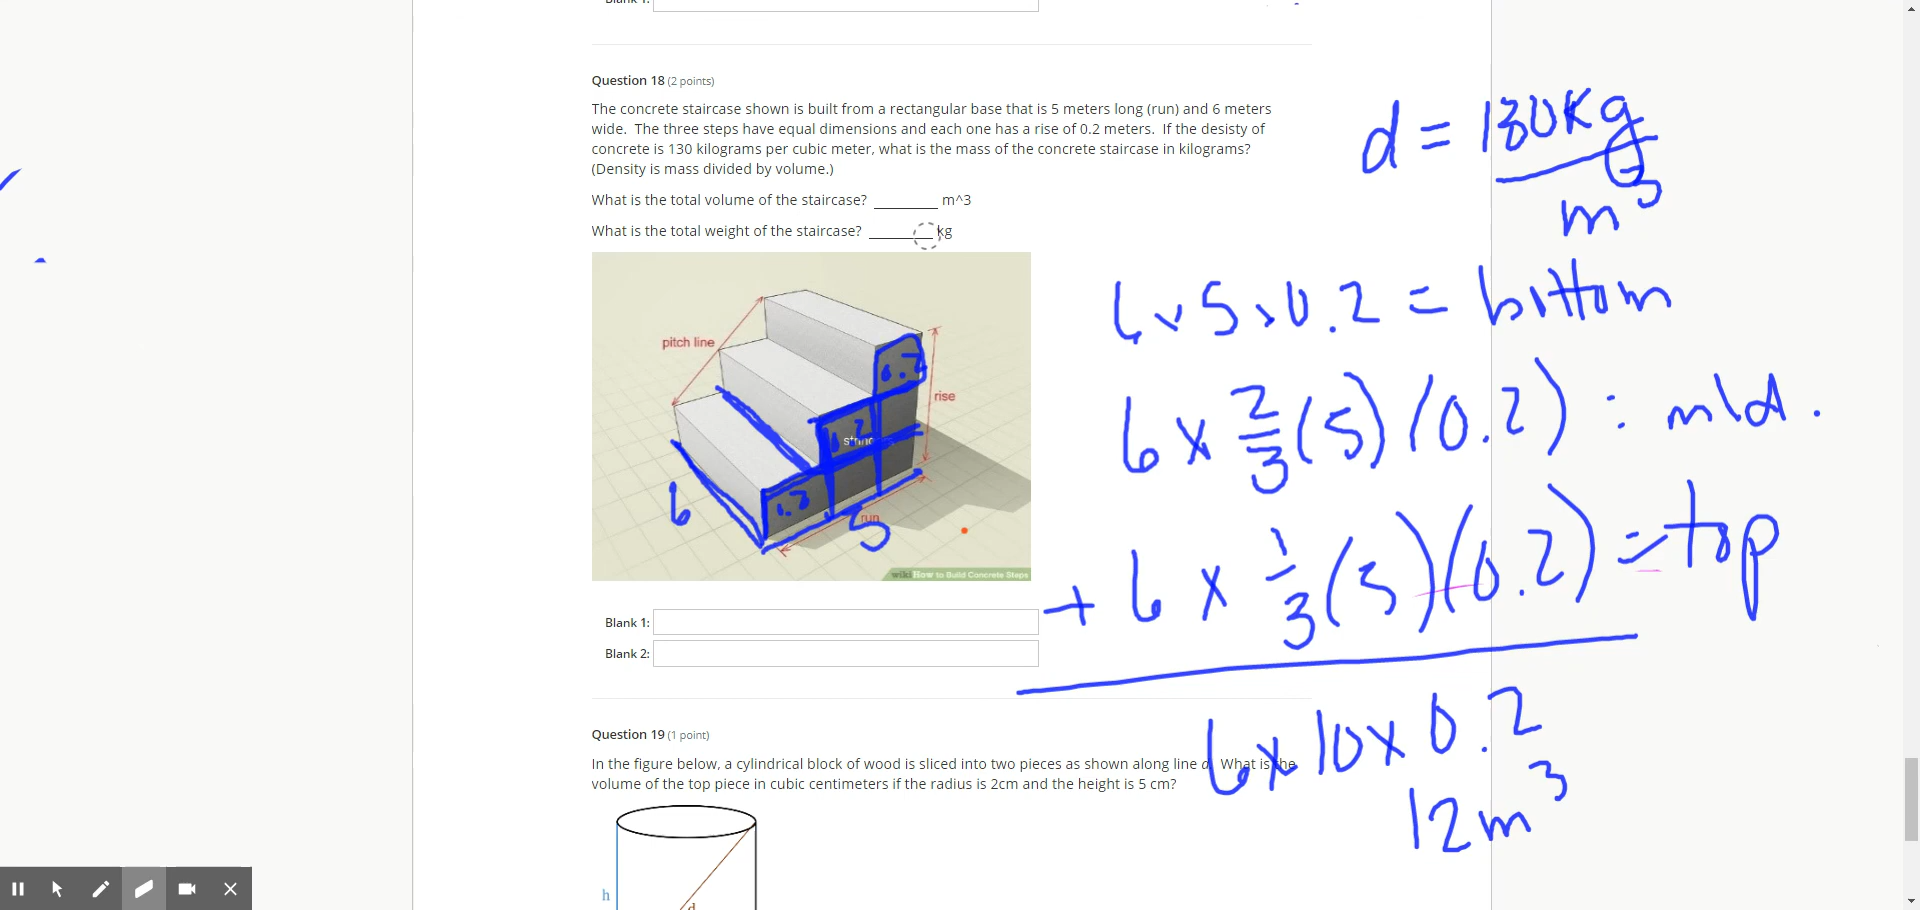 Blank 1:
Question 18 (2 points)
The concrete staircase shown is built from a rectangular base that is 5 meters long (run) and 6 meters
wide. The three steps have equal dimensions and each one has a rise of 0.2 meters. If the desisty of
concrete is 130 kilograms per cubic meter, what is the mass of the concrete staircase in kilograms?
(Density is mass divided by volume.)
What is the total volume of the staircase? ________ m^3
What is the total weight of the staircase? ________ kg
pitch line
rise
run
6
5
0.2
wikiHow to Build Concrete Steps
Blank 1:
Blank 2:
Question 19 (1 point)
In the figure below, a cylindrical block of wood is sliced into two pieces as shown along line d. What is the
volume of the top piece in cubic centimeters if the radius is 2cm and the height is 5 cm?
h
d
d = 130kg
m³
6 x 5 x 0.2 = bottom
6 x 2/3 (5) (0.2) : mid.
+ 6 x 1/3 (5) (0.2) = top
6 x 10 x 0.2
12m³